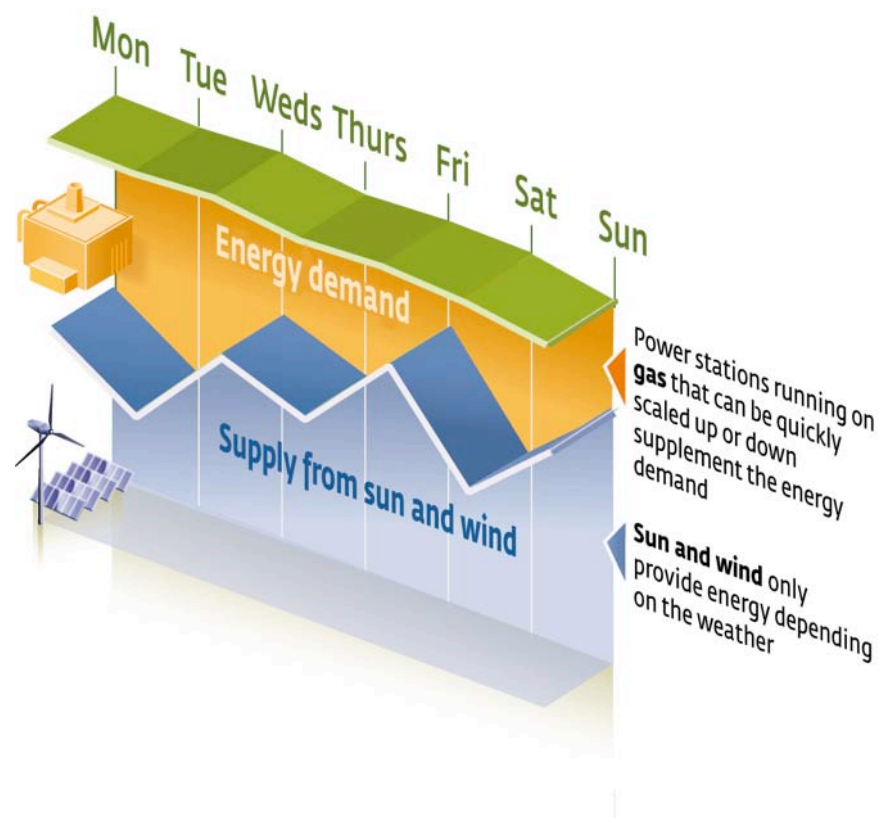 Mon
Tue
Weds
Thurs
Fri
Sat
Sun
Energy demand
Supply from sun and wind
Power stations running on
gas that can be quickly
scaled up or down
supplement the energy
demand
Sun and wind only
provide energy depending
on the weather